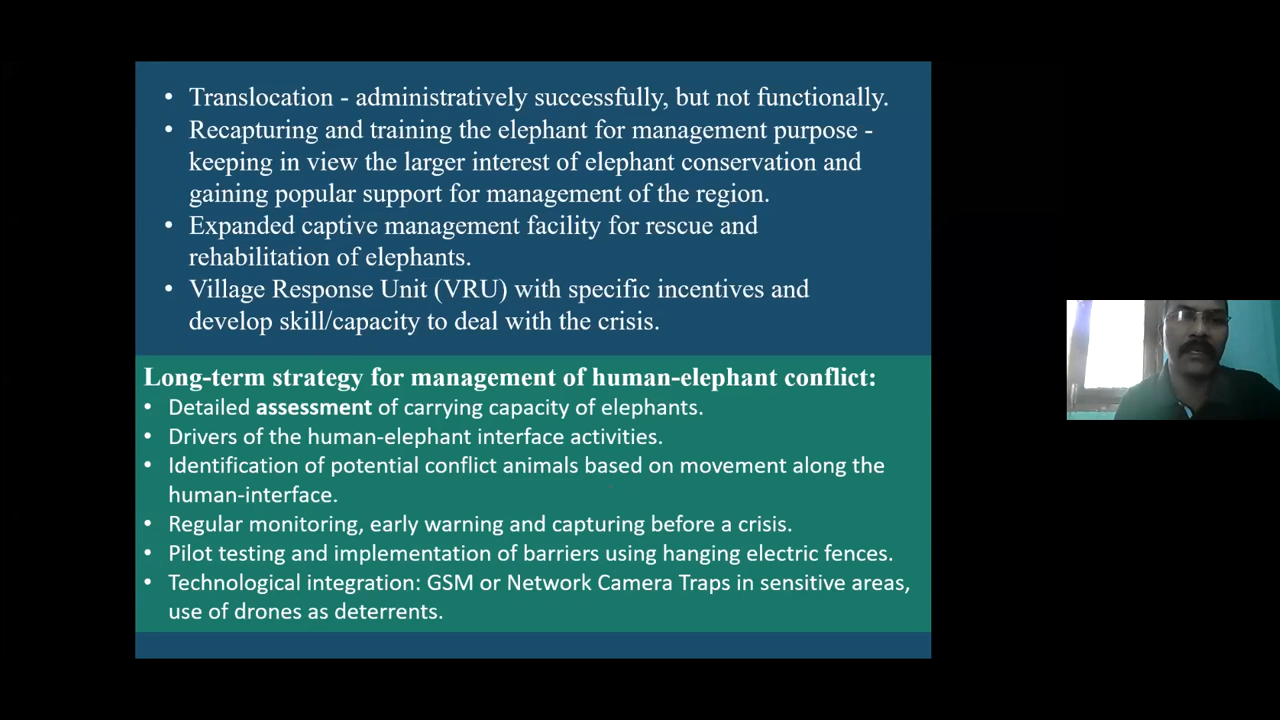 • Translocation - administratively successfully, but not functionally.
• Recapturing and training the elephant for management purpose -
keeping in view the larger interest of elephant conservation and
gaining popular support for management of the region.
• Expanded captive management facility for rescue and
rehabilitation of elephants.
• Village Response Unit (VRU) with specific incentives and
develop skill/capacity to deal with the crisis.
Long-term strategy for management of human-elephant conflict:
• Detailed assessment of carrying capacity of elephants.
• Drivers of the human-elephant interface activities.
• Identification of potential conflict animals based on movement along the
human-interface.
• Regular monitoring, early warning and capturing before a crisis.
• Pilot testing and implementation of barriers using hanging electric fences.
• Technological integration: GSM or Network Camera Traps in sensitive areas,
use of drones as deterrents.